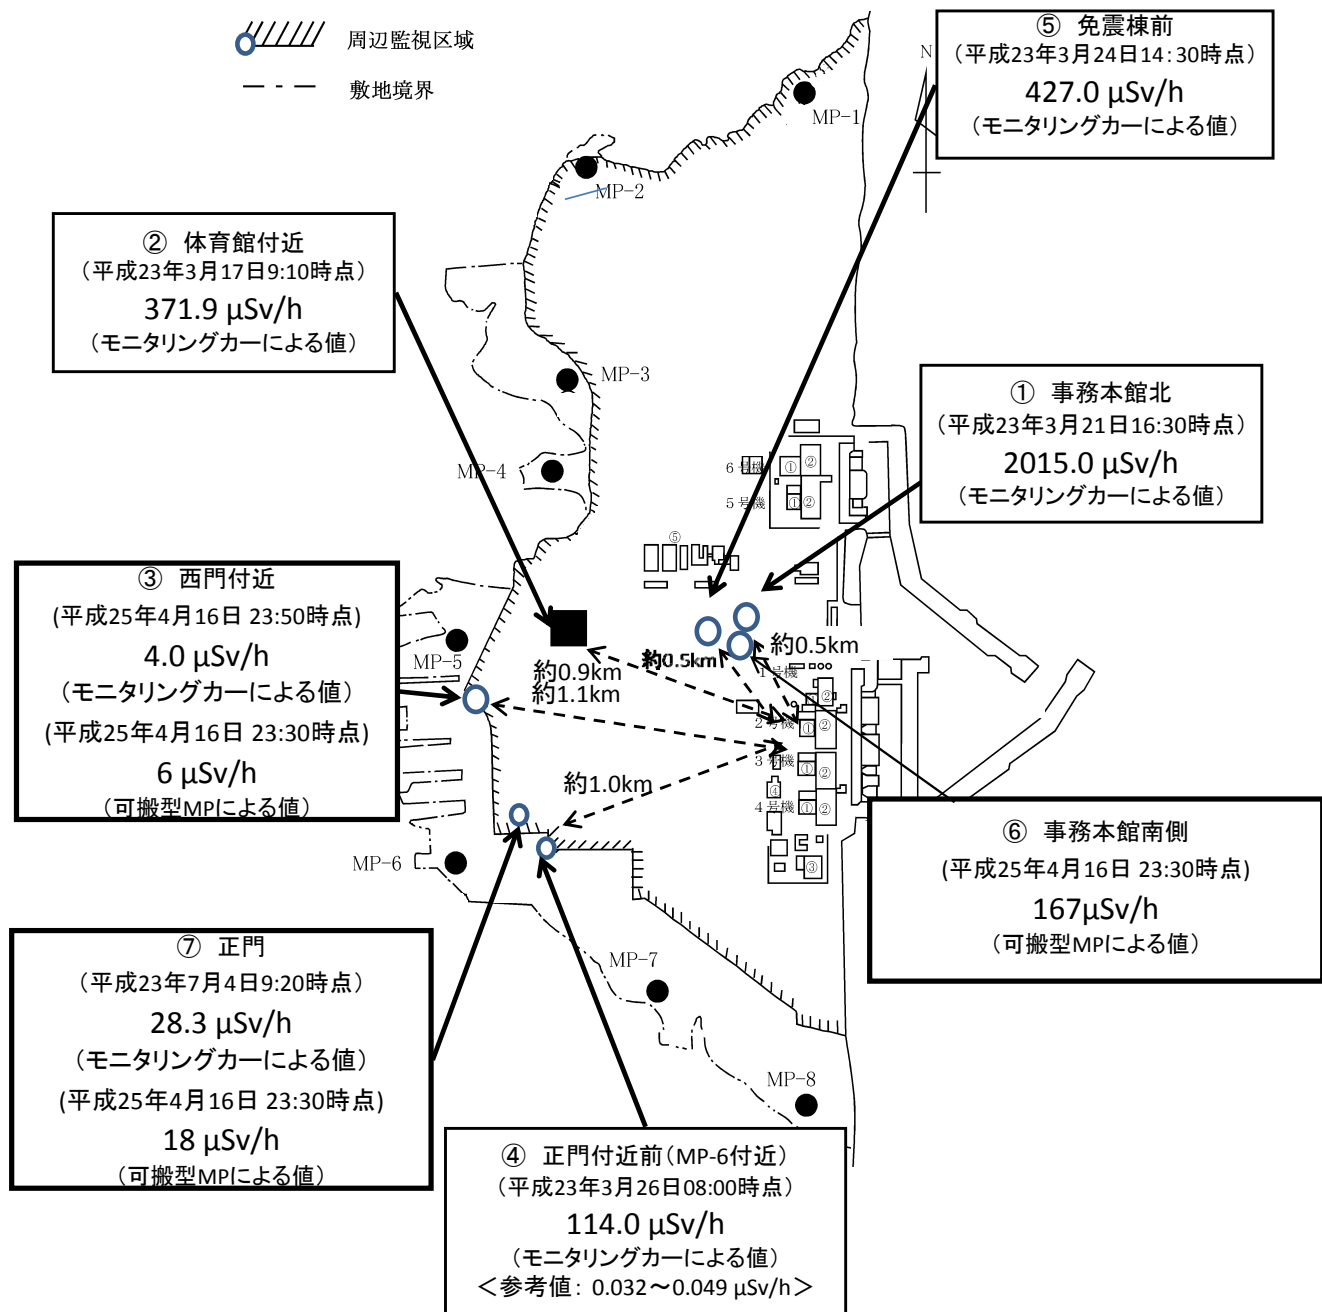 周辺監視区域
敷地境界
⑤ 免震棟前
（平成23年3月24日14:30時点）
427.0 μSv/h
（モニタリングカーによる値）
N
MP-1
MP-2
② 体育館付近
（平成23年3月17日9:10時点）
371.9 μSv/h
（モニタリングカーによる値）
MP-3
① 事務本館北
（平成23年3月21日16:30時点）
2015.0 μSv/h
（モニタリングカーによる値）
MP-4
6号機
①
②
5号機
①
②
⑤
③ 西門付近
(平成25年4月16日 23:50時点)
4.0 μSv/h
(モニタリングカーによる値)
(平成25年4月16日 23:30時点)
6 μSv/h
(可搬型MPによる値)
MP-5
約0.9km
約1.1km
約0.5km
約0.5km
1号機
②
2号機
①
②
3号機
①
②
④
4号機
①
②
③
約1.0km
MP-6
⑥ 事務本館南側
(平成25年4月16日 23:30時点)
167μSv/h
（可搬型MPによる値）
⑦ 正門
（平成23年7月4日9:20時点）
28.3 μSv/h
（モニタリングカーによる値）
(平成25年4月16日 23:30時点)
18 μSv/h
（可搬型MPによる値）
MP-7
MP-8
④ 正門付近前（MP-6付近）
（平成23年3月26日08:00時点）
114.0 μSv/h
（モニタリングカーによる値）
＜参考値：0.032～0.049 μSv/h＞